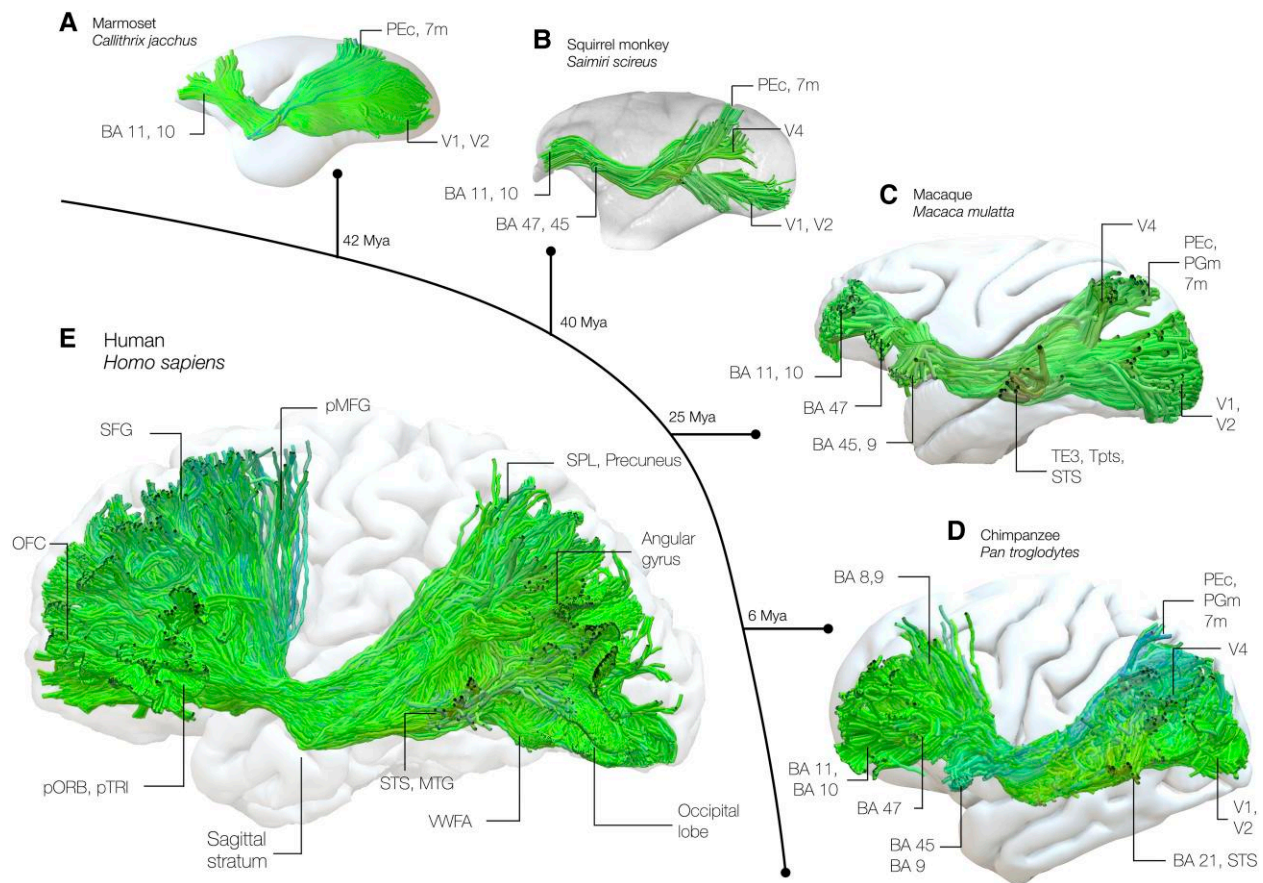 A Marmoset
Callithrix jacchus
PEc, 7m
BA 11, 10
V1, V2
42 Mya
B Squirrel monkey
Saimiri scireus
PEc, 7m
V4
BA 11, 10
BA 47, 45
V1, V2
40 Mya
C Macaque
Macaca mulatta
V4
PEc,
PGm
7m
BA 11, 10
BA 47
BA 45, 9
TE3, Tpts,
STS
V1,
V2
25 Mya
E Human
Homo sapiens
pMFG
SFG
SPL, Precuneus
OFC
Angular
gyrus
pORB, pTRI
Sagittal
stratum
STS, MTG
VWFA
Occipital
lobe
6 Mya
D Chimpanzee
Pan troglodytes
BA 8,9
PEc,
PGm
7m
V4
BA 11,
BA 10
BA 47
BA 45
BA 9
V1,
V2
BA 21, STS